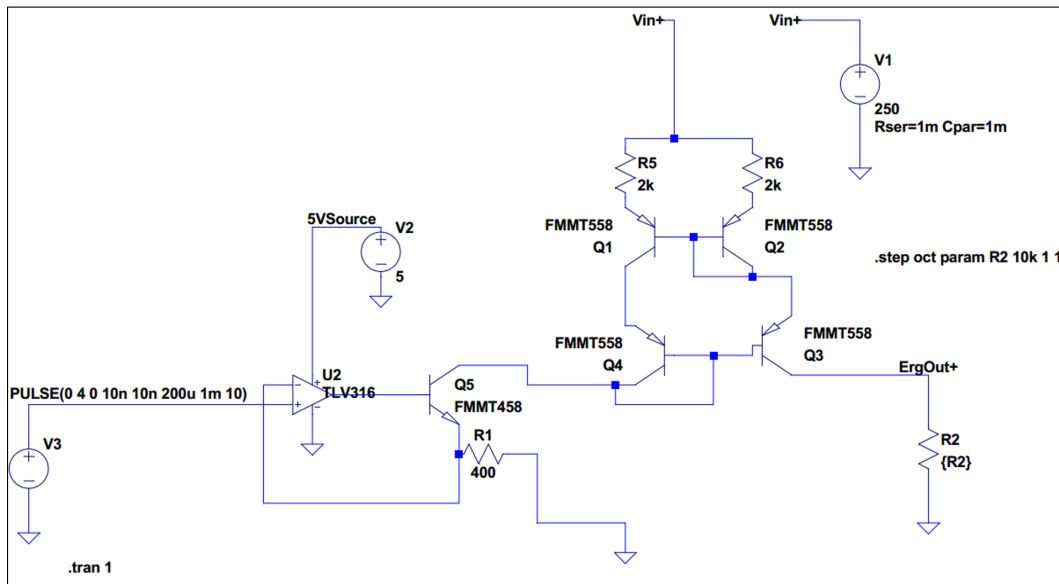 Vin+
Vin+
V1
250
Rser=1m Cpar=1m
R5
2k
R6
2k
FMMT558
Q1
FMMT558
Q2
5VSource
V2
5
.step oct param R2 10k 1 1
FMMT558
Q4
FMMT558
Q3
ErgOut+
U2
TLV316
PULSE(0 4 0 10n 10n 200u 1m 10)
Q5
FMMT458
V3
R1
400
R2
{R2}
.tran 1